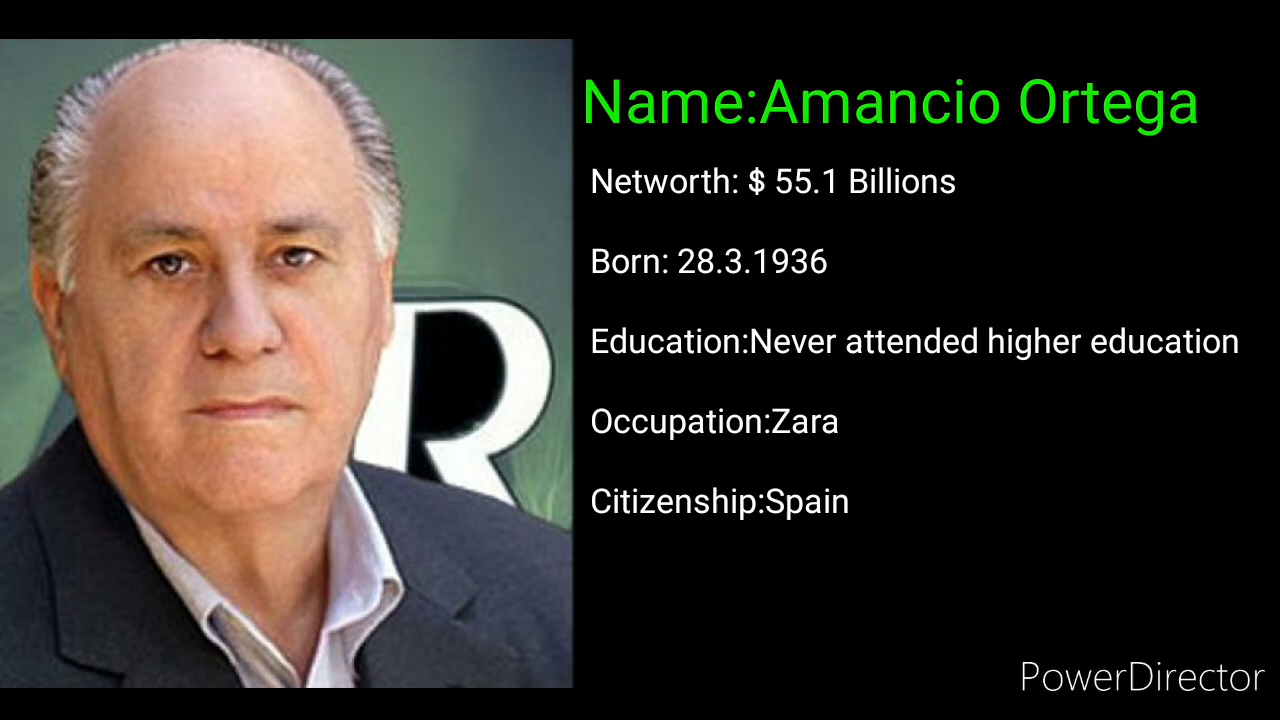 Name:Amancio Ortega
Networth: $ 55.1 Billions
Born: 28.3.1936
Education:Never attended higher education
Occupation:Zara
Citizenship:Spain
R
PowerDirector